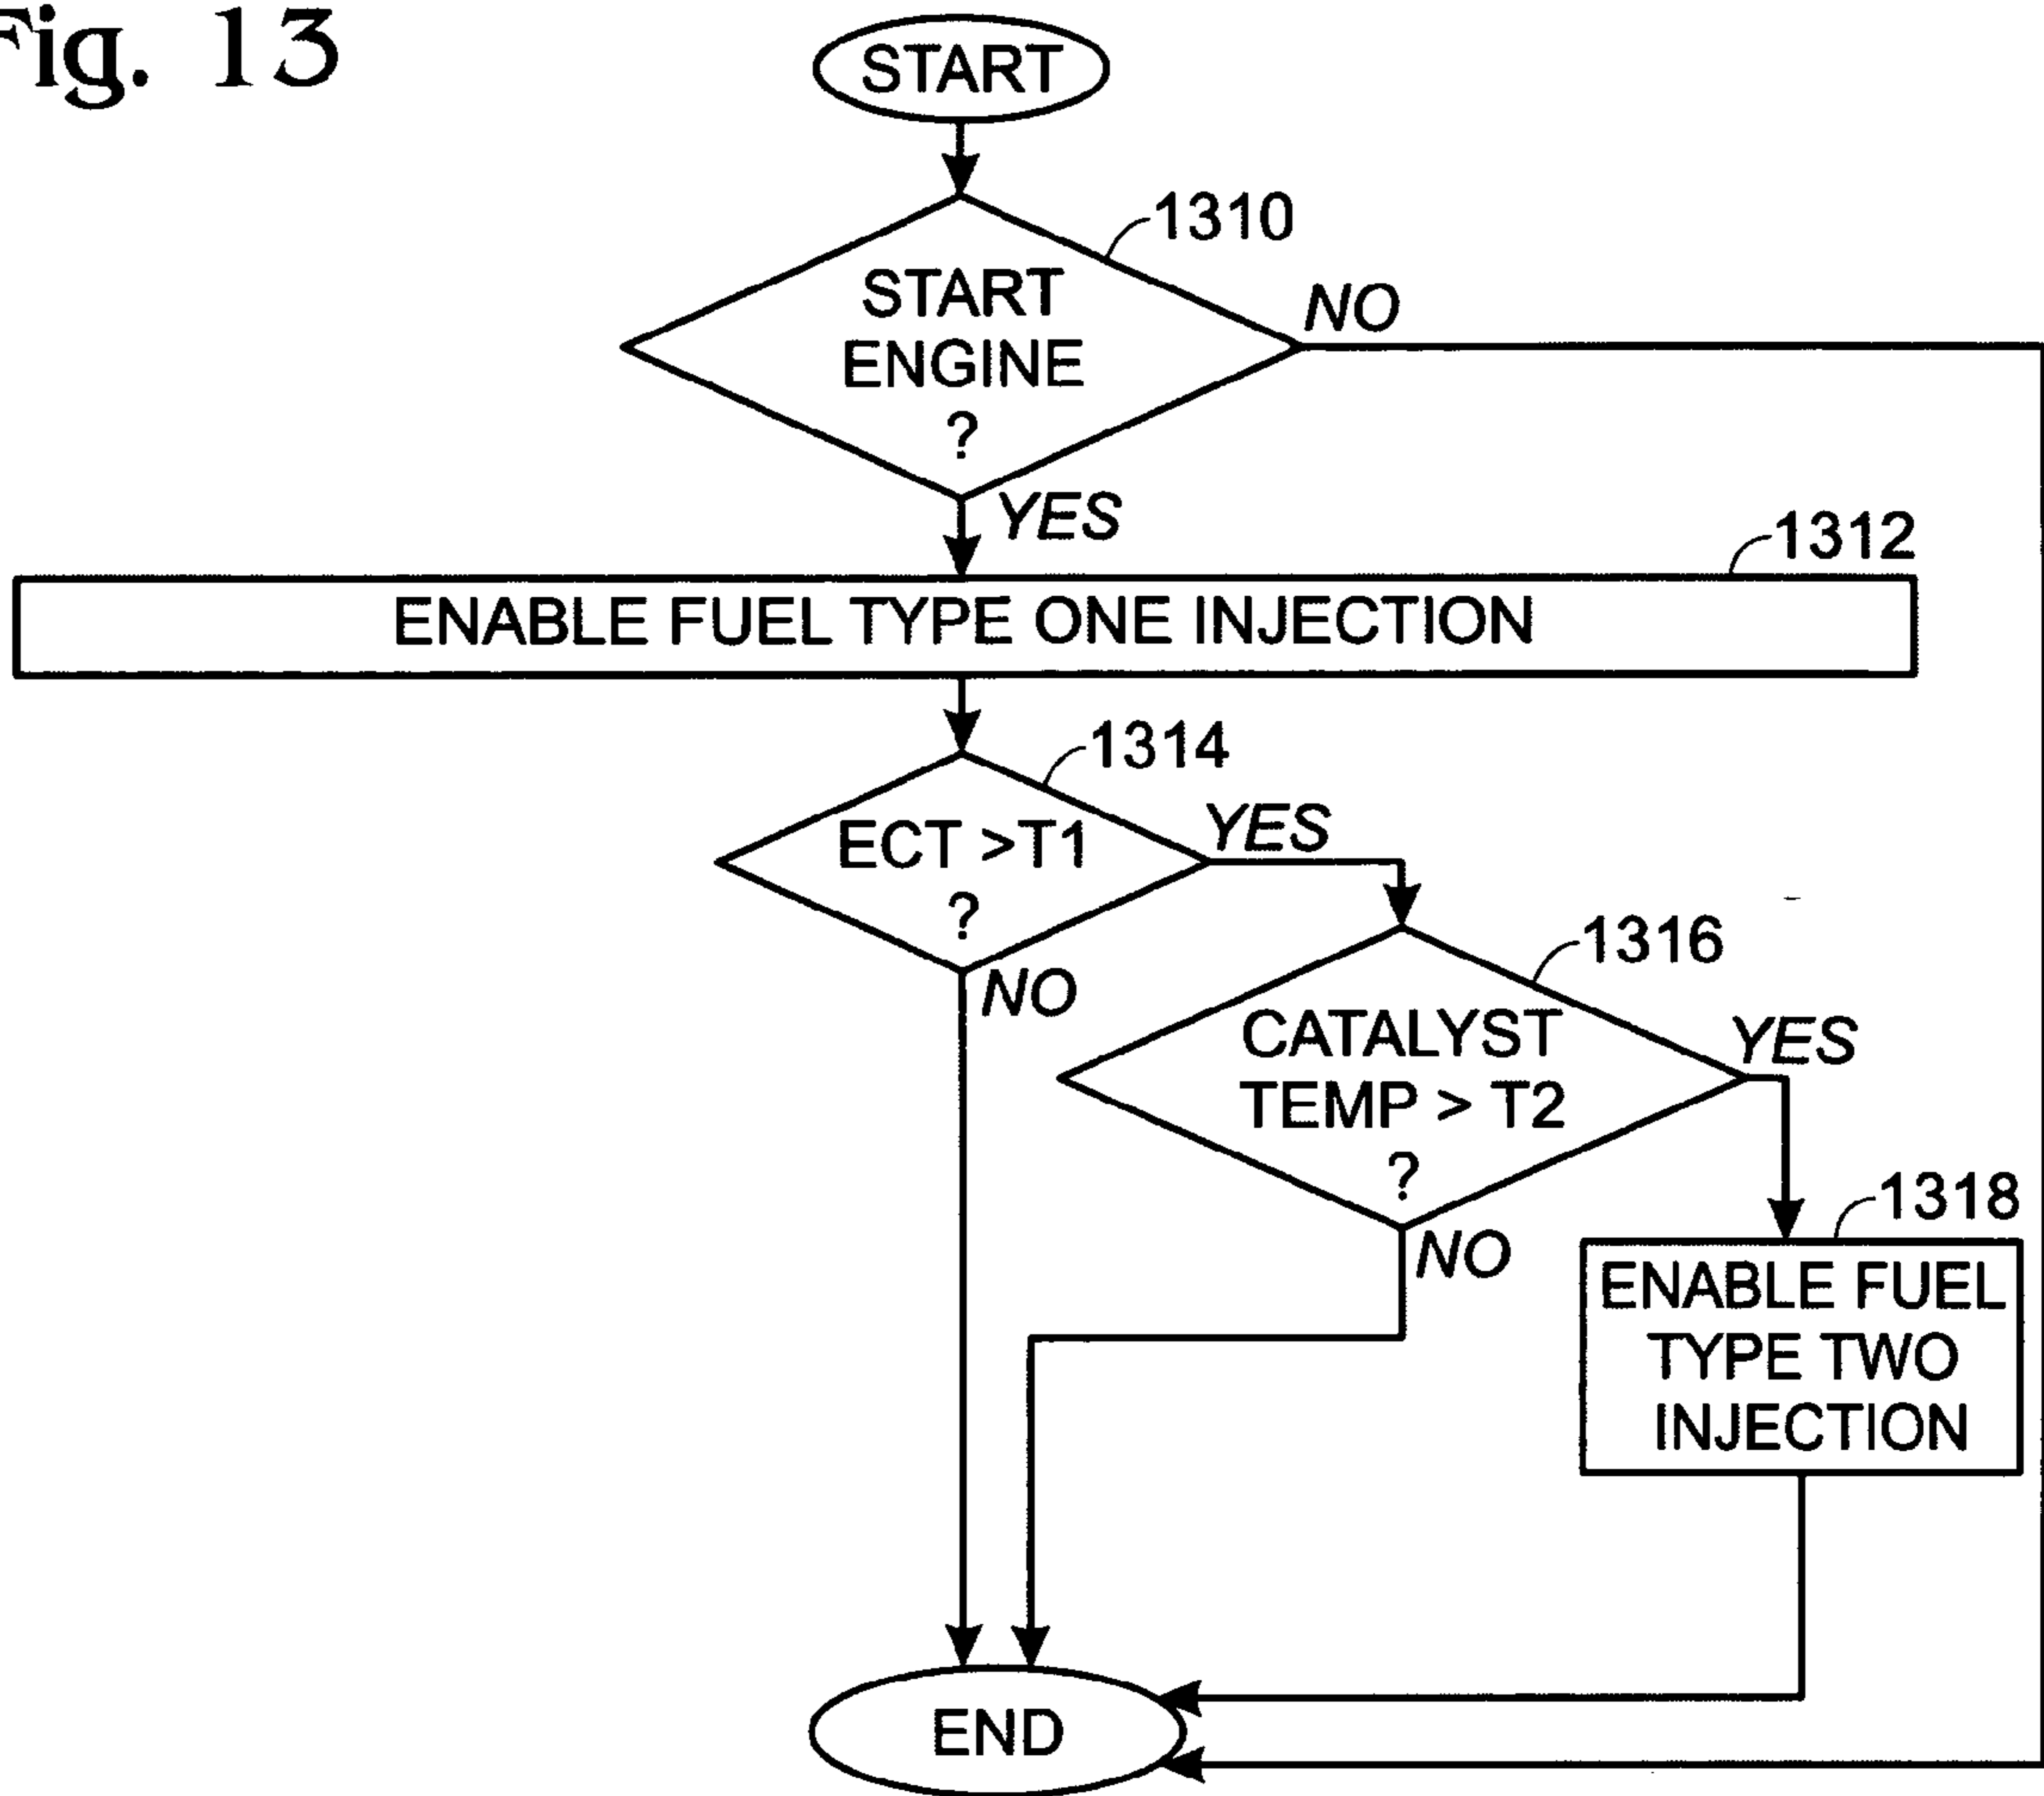 Fig. 13
START
1310
START
ENGINE
?
NO
YES
1312
ENABLE FUEL TYPE ONE INJECTION
1314
ECT >T1
?
YES
NO
1316
CATALYST
TEMP > T2
?
YES
NO
1318
ENABLE FUEL
TYPE TWO
INJECTION
END